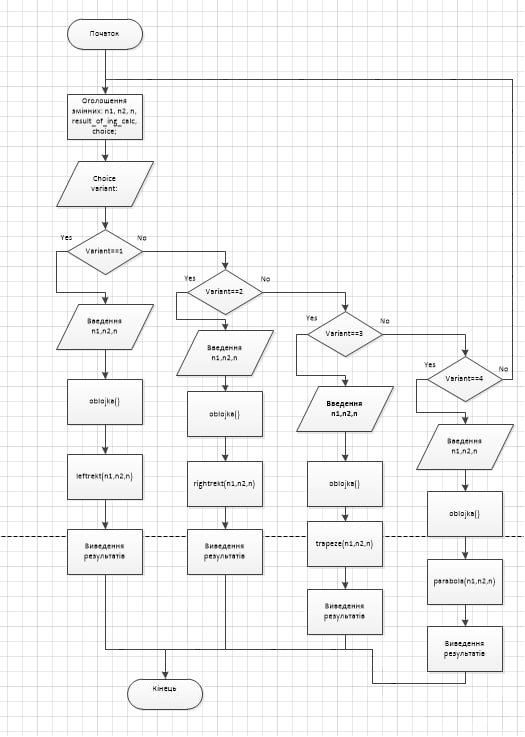 Початок
Оголошення
змінних: n1, n2, n,
result_of_ing_calc,
choice;
Choice
variant:
Yes
No
Variant==1
Yes
No
Variant==2
Yes
No
Variant==3
Yes
No
Variant==4
Введення
n1,n2,n
oblojka()
leftrekt(n1,n2,n)
Виведення
результатів
Введення
n1,n2,n
oblojka()
rightrekt(n1,n2,n)
Виведення
результатів
Введення
n1,n2,n
oblojka()
trapeze(n1,n2,n)
Виведення
результатів
Введення
n1,n2,n
oblojka()
parabola(n1,n2,n)
Виведення
результатів
Кінець